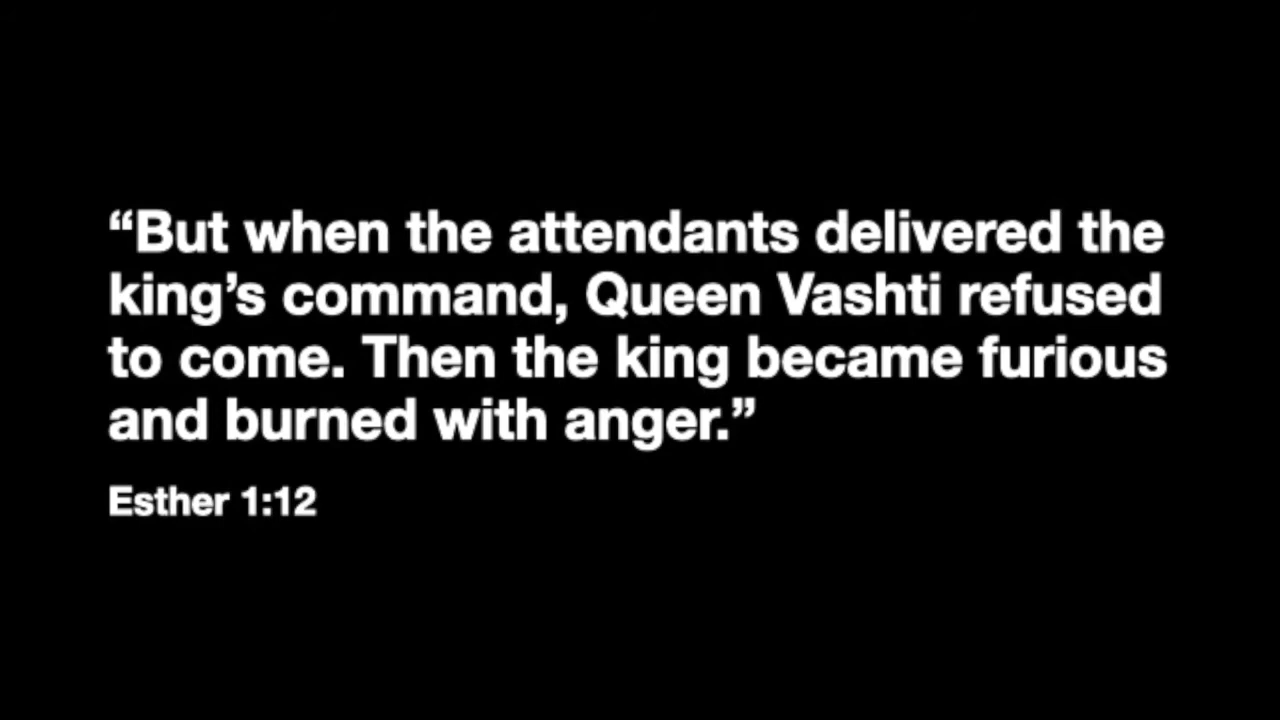 “But when the attendants delivered the
king’s command, Queen Vashti refused
to come. Then the king became furious
and burned with anger.”
Esther 1:12